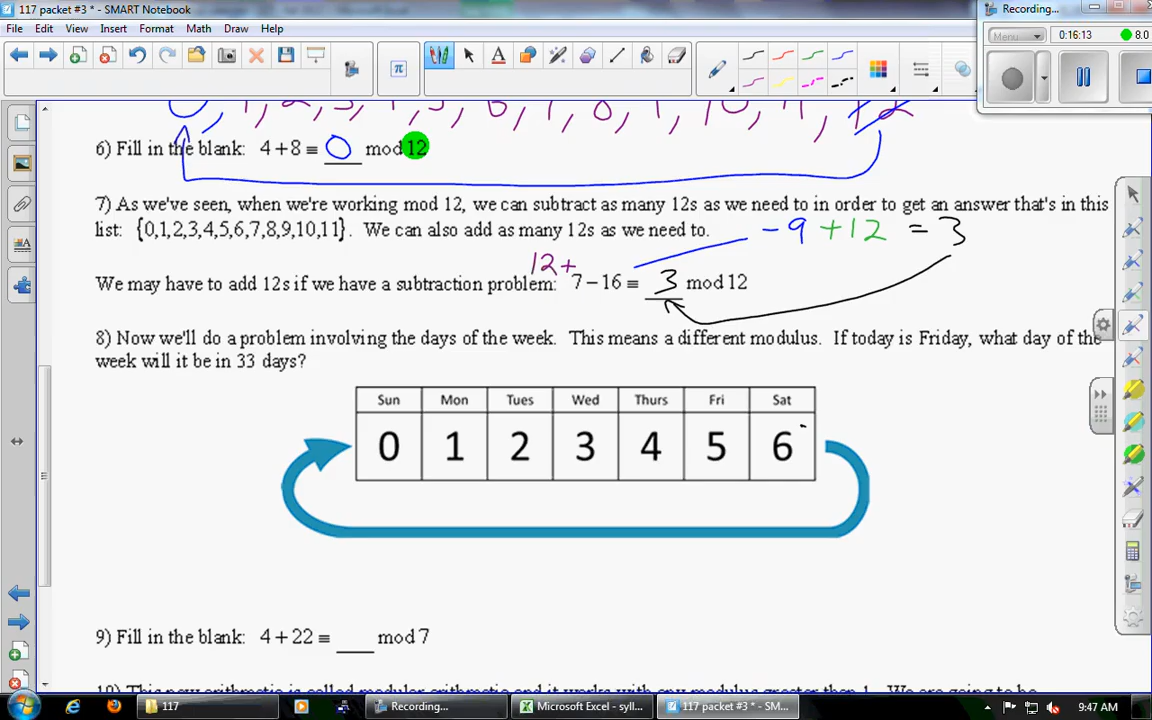 117 packet #3 * - SMART Notebook
Recording...
File Edit View Insert Format Math Draw Help
Menu
0:16:13
8.0
6) Fill in the blank: 4+8 ≡ 0 mod 12
7) As we've seen, when we're working mod 12, we can subtract as many 12s as we need to in order to get an answer that's in this
list: {0,1,2,3,4,5,6,7,8,9,10,11}. We can also add as many 12s as we need to. -9 +12 = 3
12+
We may have to add 12s if we have a subtraction problem: 7-16 ≡ 3 mod 12
8) Now we'll do a problem involving the days of the week. This means a different modulus. If today is Friday, what day of the
week will it be in 33 days?
Sun Mon Tues Wed Thurs Fri Sat
0 1 2 3 4 5 6
9) Fill in the blank: 4+22 ≡ ___ mod 7
117
Recording...
Microsoft Excel - syll...
117 packet #3 * - SM...
9:47 AM